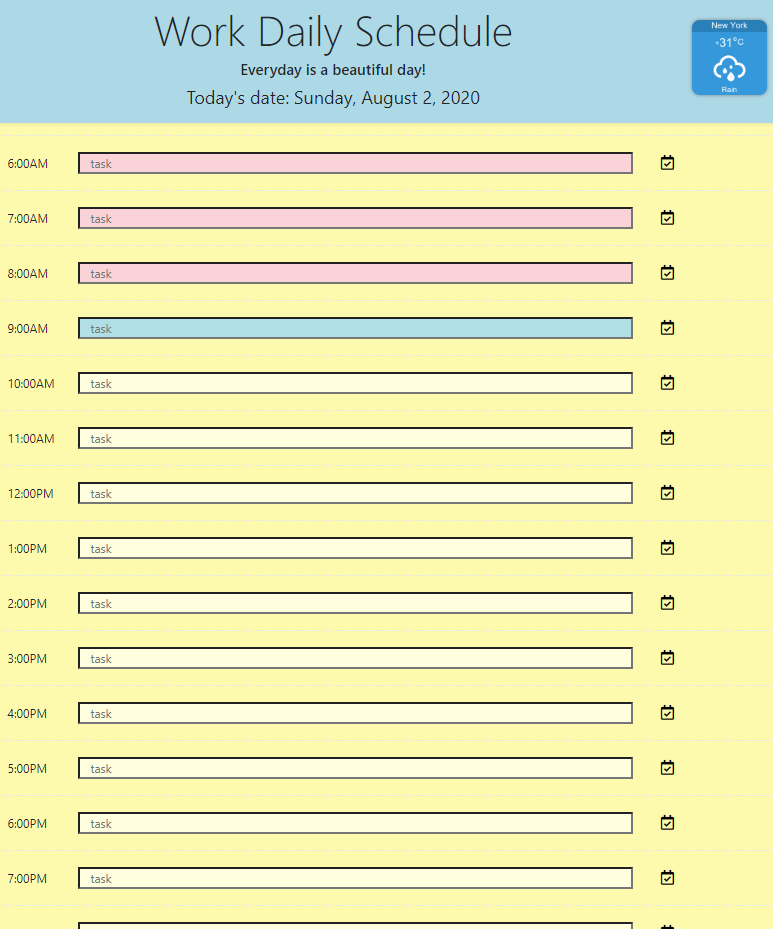 Work Daily Schedule
Everyday is a beautiful day!
Today's date: Sunday, August 2, 2020
New York
+31°C
Rain
6:00AM task
7:00AM task
8:00AM task
9:00AM task
10:00AM task
11:00AM task
12:00PM task
1:00PM task
2:00PM task
3:00PM task
4:00PM task
5:00PM task
6:00PM task
7:00PM task